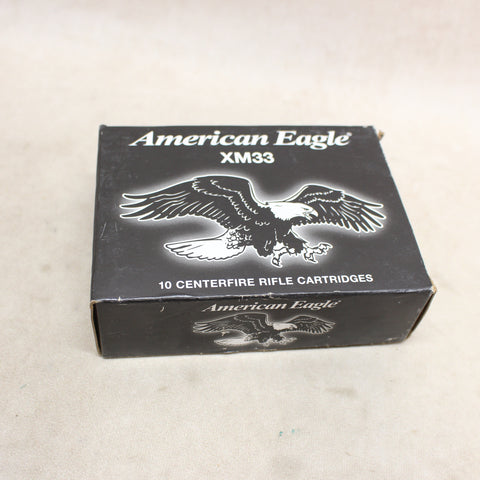 American Eagle®
XM33
10 CENTERFIRE RIFLE CARTRIDGES
American Eagle®